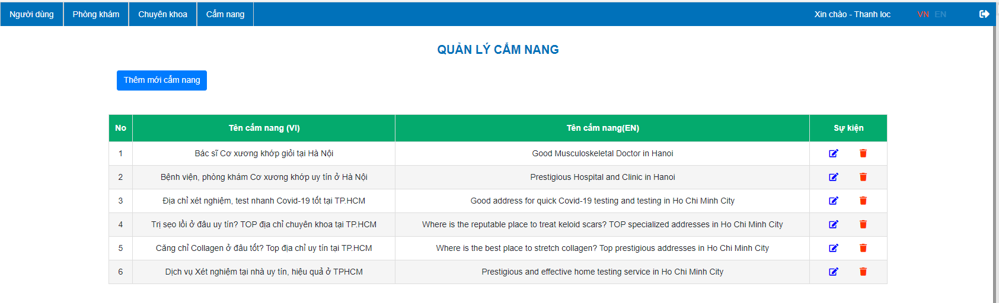 Người dùng Phòng khám Chuyên khoa Cẩm nang Xin chào - Thanh loc VN EN
QUẢN LÝ CẨM NANG
Thêm mới cẩm nang
No Tên cẩm nang (VI) Tên cẩm nang(EN) Sự kiện
1 Bác sĩ Cơ xương khớp giỏi tại Hà Nội Good Musculoskeletal Doctor in Hanoi
2 Bệnh viện, phòng khám Cơ xương khớp uy tín ở Hà Nội Prestigious Hospital and Clinic in Hanoi
3 Địa chỉ xét nghiệm, test nhanh Covid-19 tốt tại TP.HCM Good address for quick Covid-19 testing and testing in Ho Chi Minh City
4 Trị sẹo lồi ở đâu uy tín? TOP địa chỉ chuyên khoa tại TP.HCM Where is the reputable place to treat keloid scars? TOP specialized addresses in Ho Chi Minh City
5 Căng chỉ Collagen ở đâu tốt? Top địa chỉ uy tín tại TP.HCM Where is the best place to stretch collagen? Top prestigious addresses in Ho Chi Minh City
6 Dịch vụ Xét nghiệm tại nhà uy tín, hiệu quả ở TPHCM Prestigious and effective home testing service in Ho Chi Minh City